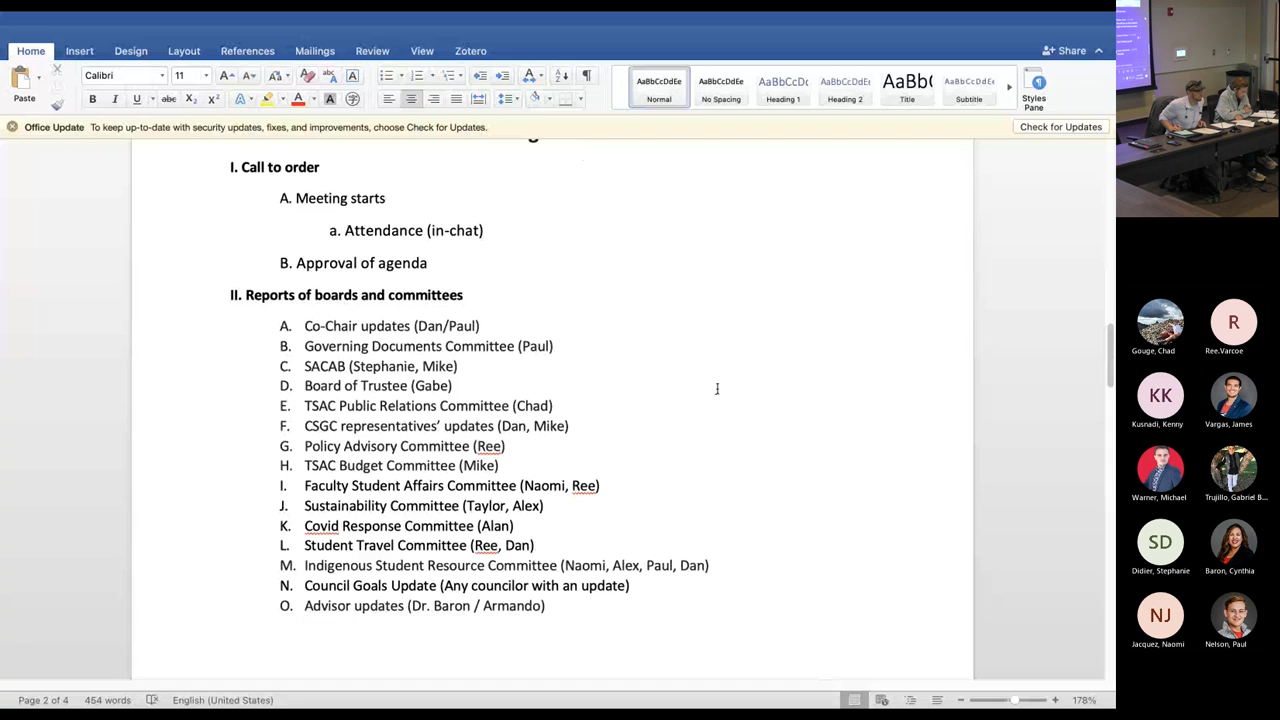 Home Insert Design Layout References Mailings Review View Zotero Share
Paste Calibri 11
AaBbCcDdEe AaBbCcDdEe AaBbCcDc AaBbCcDdEe AaBb( AaBbCcDdEe
Normal No Spacing Heading 1 Heading 2 Title Subtitle Styles Pane
Office Update To keep up-to-date with security updates, fixes, and improvements, choose Check for Updates. Check for Updates
I. Call to order
A. Meeting starts
a. Attendance (in-chat)
B. Approval of agenda
II. Reports of boards and committees
A. Co-Chair updates (Dan/Paul)
B. Governing Documents Committee (Paul)
C. SACAB (Stephanie, Mike)
D. Board of Trustee (Gabe)
E. TSAC Public Relations Committee (Chad)
F. CSGC representatives’ updates (Dan, Mike)
G. Policy Advisory Committee (Ree)
H. TSAC Budget Committee (Mike)
I. Faculty Student Affairs Committee (Naomi, Ree)
J. Sustainability Committee (Taylor, Alex)
K. Covid Response Committee (Alan)
L. Student Travel Committee (Ree, Dan)
M. Indigenous Student Resource Committee (Naomi, Alex, Paul, Dan)
N. Council Goals Update (Any councilor with an update)
O. Advisor updates (Dr. Baron / Armando)
Page 2 of 4 454 words English (United States) 178%
Gouge, Chad
R
Ree.Varcoe
KK
Kusnadi, Kenny
Vargas, James
Warner, Michael
Trujillo, Gabriel B...
SD
Didier, Stephanie
Baron, Cynthia
NJ
Jacquez, Naomi
Nelson, Paul